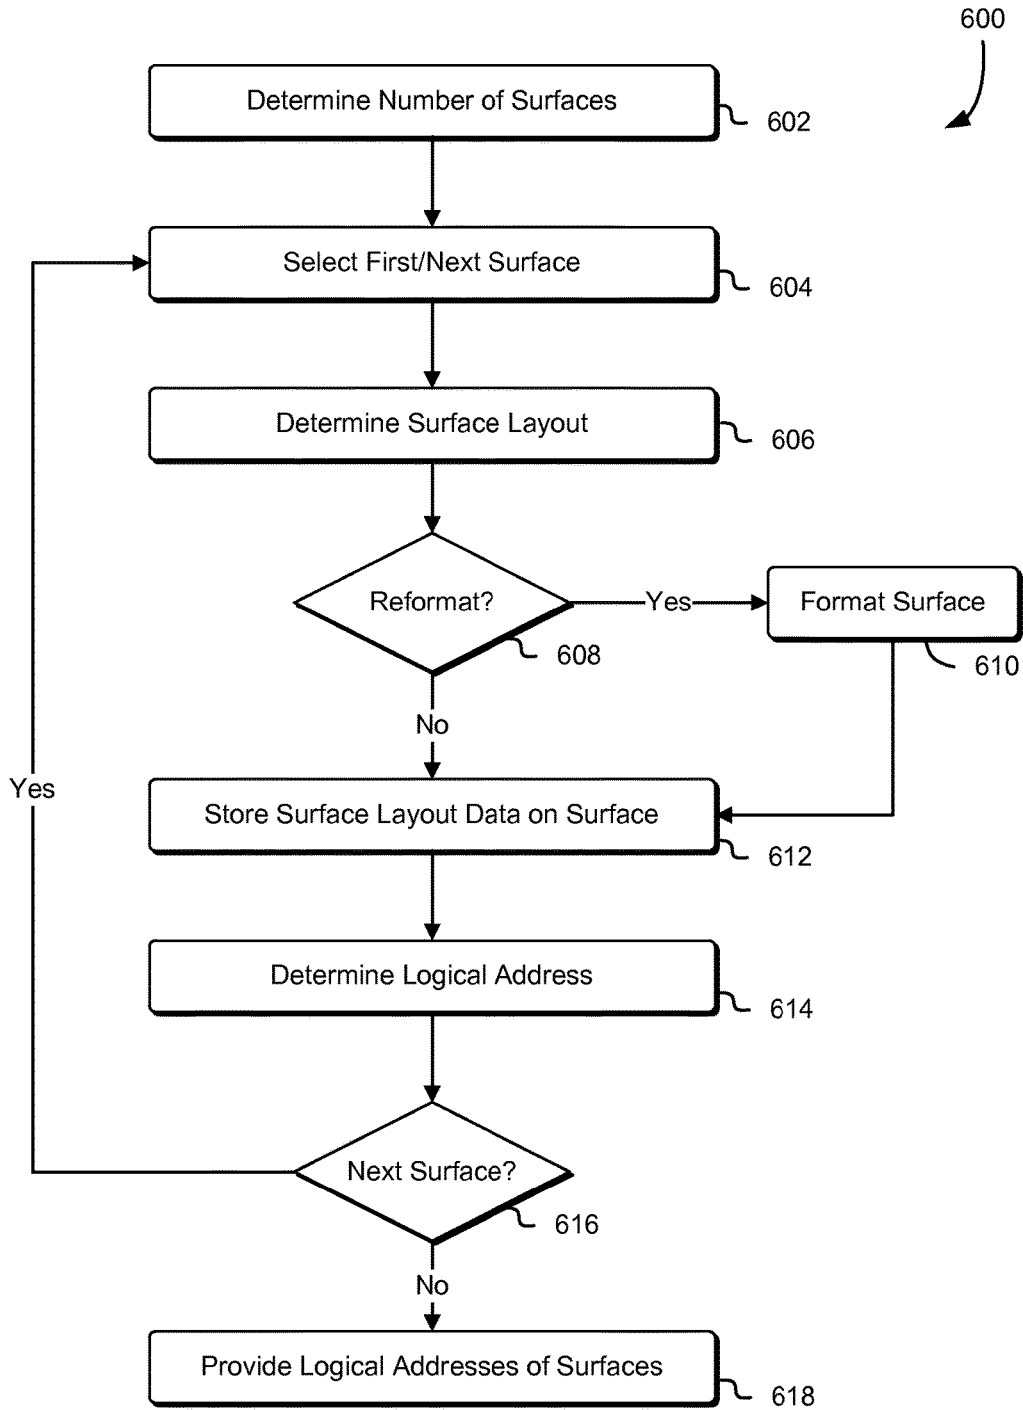 600
Determine Number of Surfaces
602
Select First/Next Surface
604
Determine Surface Layout
606
Reformat?
Yes
Format Surface
608
610
No
Yes
Store Surface Layout Data on Surface
612
Determine Logical Address
614
Next Surface?
616
No
Provide Logical Addresses of Surfaces
618